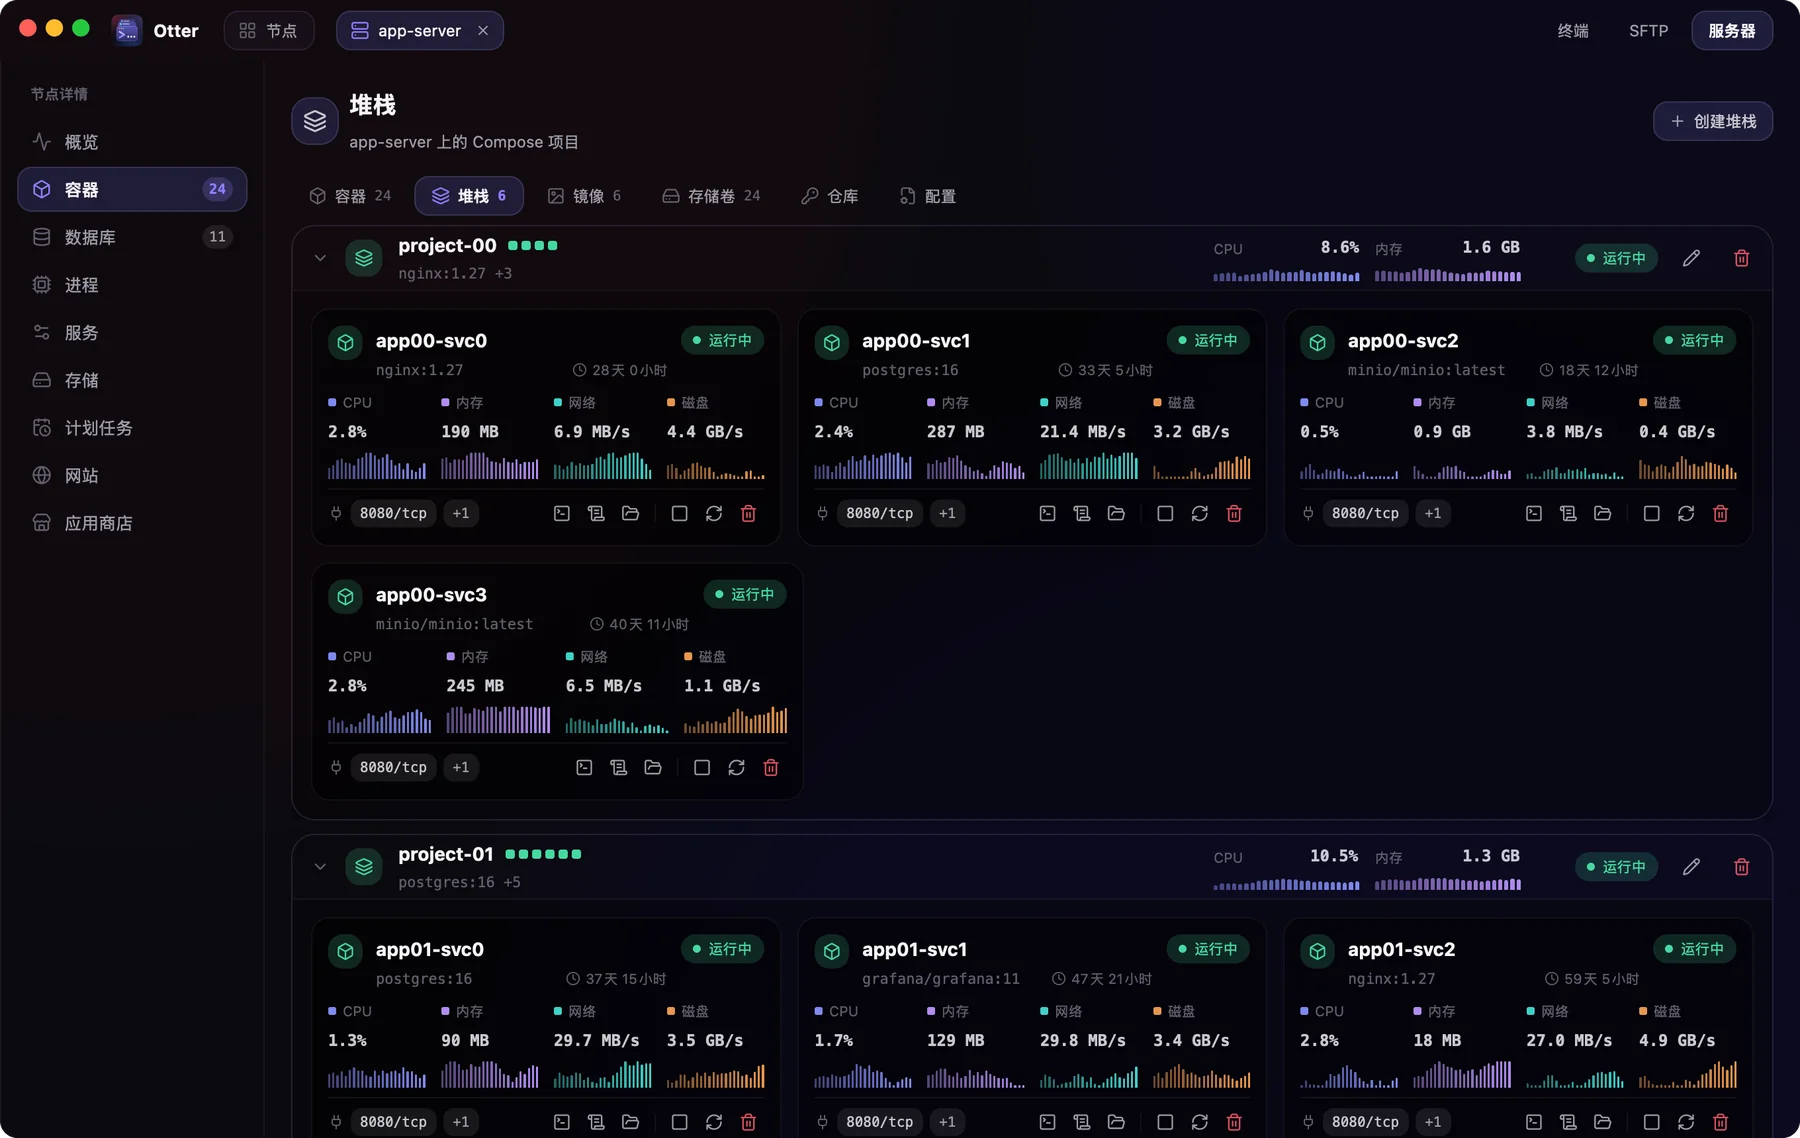 Otter 节点 app-server 终端 SFTP 服务器
节点详情
概览
容器 24
数据库 11
进程
服务
存储
计划任务
网站
应用商店
堆栈
app-server 上的 Compose 项目
创建堆栈
容器 24 堆栈 6 镜像 6 存储卷 24 仓库 配置
project-00 CPU 8.6% 内存 1.6 GB 运行中
nginx:1.27 +3
app00-svc0 运行中
nginx:1.27 28天 0小时
CPU 内存 网络 磁盘
2.8% 190 MB 6.9 MB/s 4.4 GB/s
8080/tcp +1
app00-svc1 运行中
postgres:16 33天 5小时
CPU 内存 网络 磁盘
2.4% 287 MB 21.4 MB/s 3.2 GB/s
8080/tcp +1
app00-svc2 运行中
minio/minio:latest 18天 12小时
CPU 内存 网络 磁盘
0.5% 0.9 GB 3.8 MB/s 0.4 GB/s
8080/tcp +1
app00-svc3 运行中
minio/minio:latest 40天 11小时
CPU 内存 网络 磁盘
2.8% 245 MB 6.5 MB/s 1.1 GB/s
8080/tcp +1
project-01 CPU 10.5% 内存 1.3 GB 运行中
postgres:16 +5
app01-svc0 运行中
postgres:16 37天 15小时
CPU 内存 网络 磁盘
1.3% 90 MB 29.7 MB/s 3.5 GB/s
8080/tcp +1
app01-svc1 运行中
grafana/grafana:11 47天 21小时
CPU 内存 网络 磁盘
1.7% 129 MB 29.8 MB/s 3.4 GB/s
8080/tcp +1
app01-svc2 运行中
nginx:1.27 59天 5小时
CPU 内存 网络 磁盘
2.8% 18 MB 27.0 MB/s 4.9 GB/s
8080/tcp +1